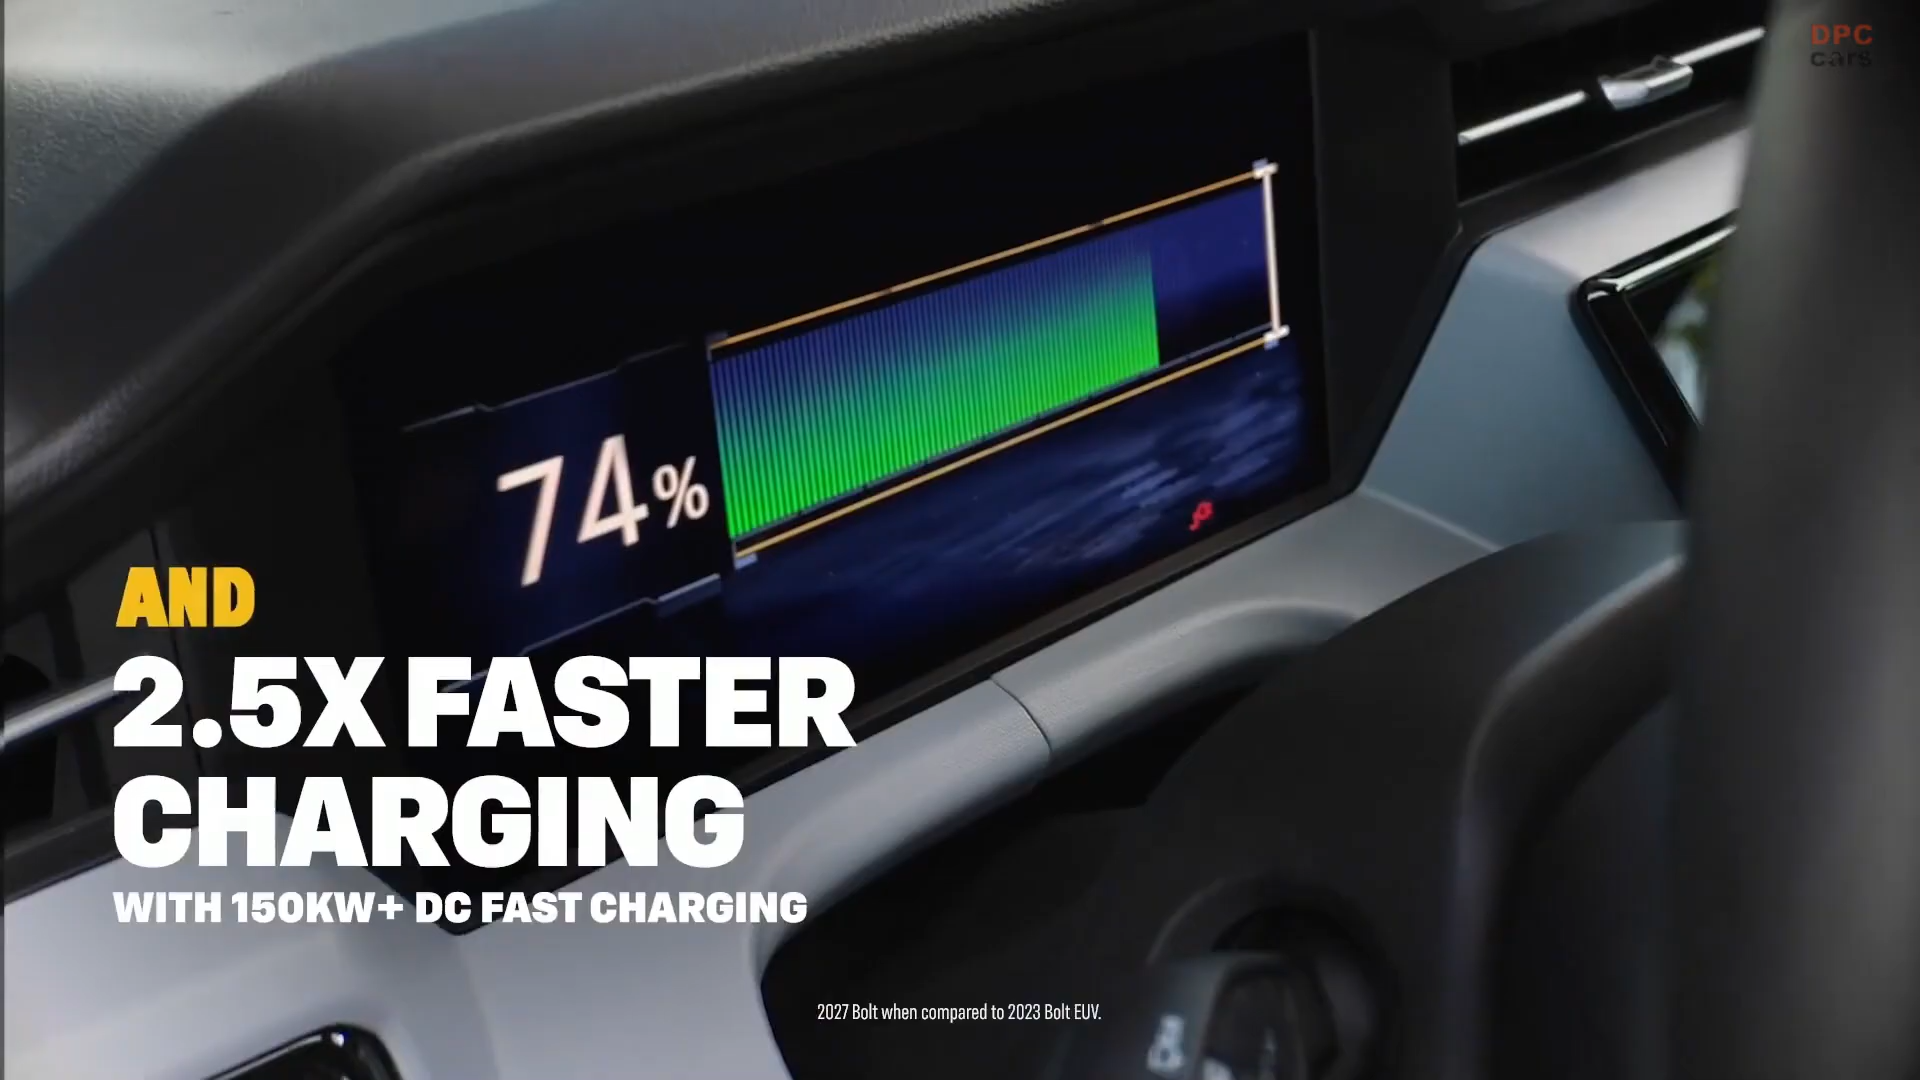 DPC
cars
74%
AND
2.5X FASTER
CHARGING
WITH 150KW+ DC FAST CHARGING
2027 Bolt when compared to 2023 Bolt EUV.